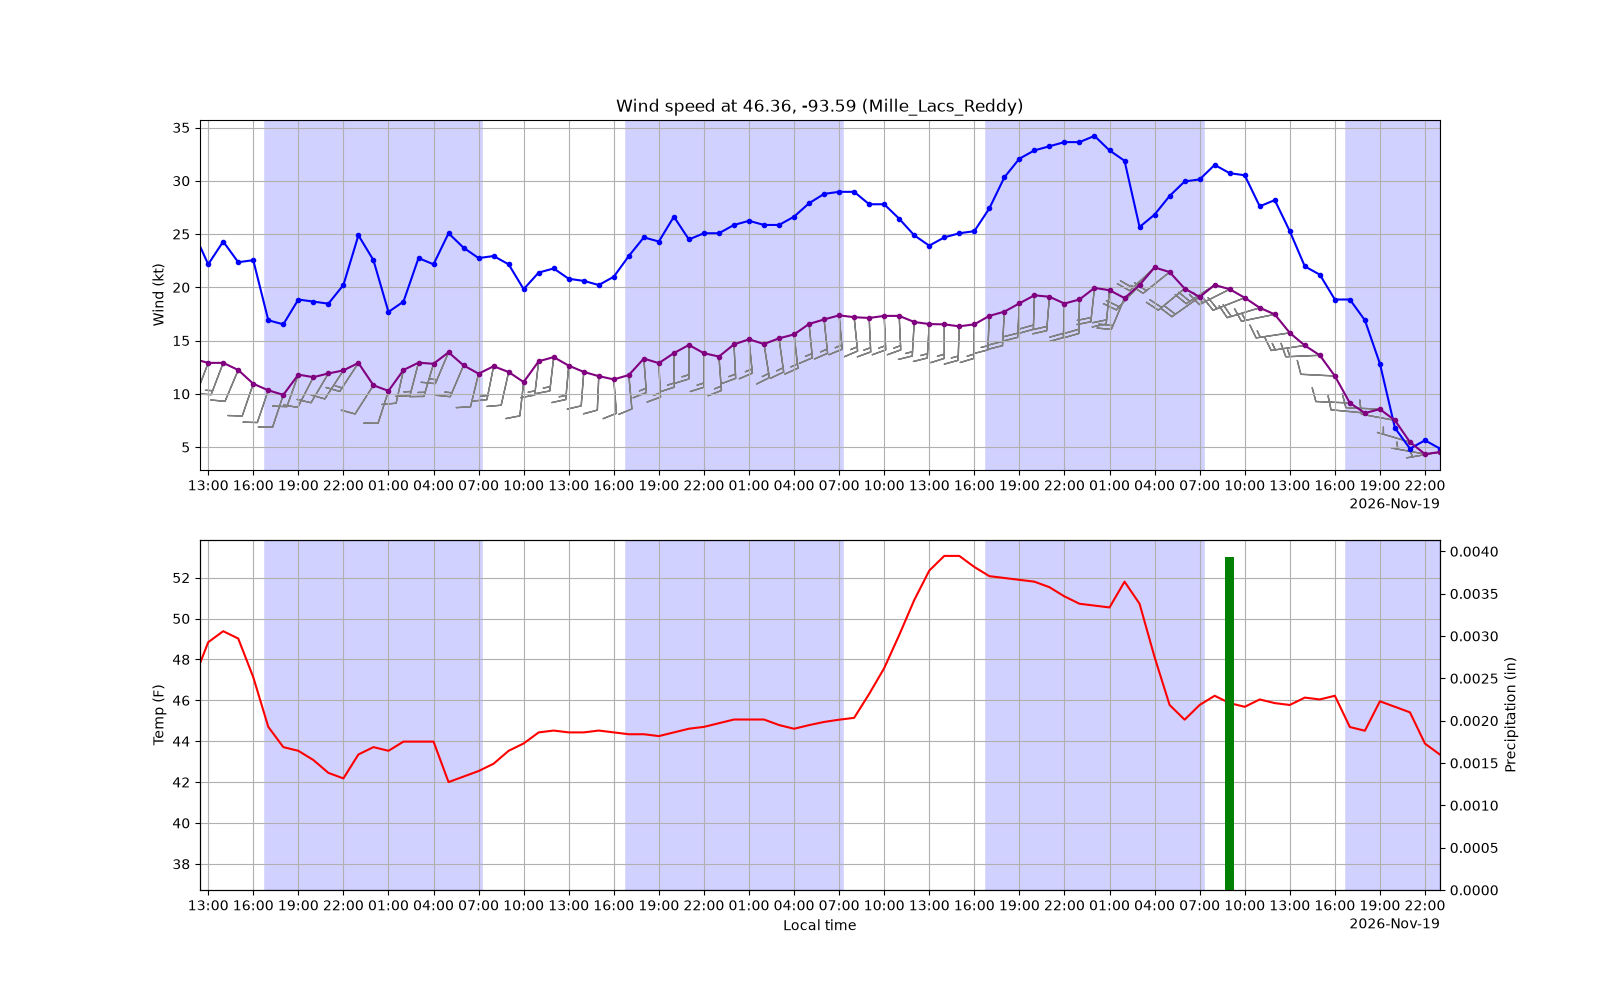 Wind speed at 46.36, -93.59 (Mille_Lacs_Reddy)
35
30
25
20
15
10
5
Wind (kt)
13:00 16:00 19:00 22:00 01:00 04:00 07:00 10:00 13:00 16:00 19:00 22:00 01:00 04:00 07:00 10:00 13:00 16:00 19:00 22:00 01:00 04:00 07:00 10:00 13:00 16:00 19:00 22:00
2026-Nov-19
52
50
48
46
44
42
40
38
Temp (F)
0.0040
0.0035
0.0030
0.0025
0.0020
0.0015
0.0010
0.0005
0.0000
Precipitation (in)
13:00 16:00 19:00 22:00 01:00 04:00 07:00 10:00 13:00 16:00 19:00 22:00 01:00 04:00 07:00 10:00 13:00 16:00 19:00 22:00 01:00 04:00 07:00 10:00 13:00 16:00 19:00 22:00
Local time
2026-Nov-19